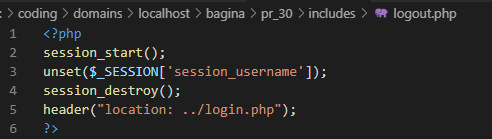 : > coding > domains > localhost > bagina > pr_30 > includes > logout.php
1 <?php
2 session_start();
3 unset($_SESSION['session_username']);
4 session_destroy();
5 header("location: ../login.php");
6 ?>